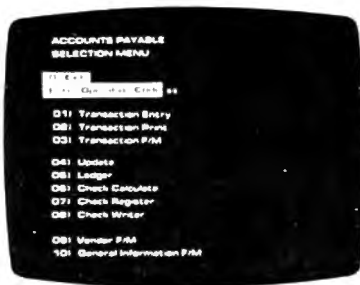 ACCOUNTS PAYABLE
SELECTION MENU
01) Transaction Entry
02) Transaction Print
03) Transaction F/M
04) Update
05) Ledger
06) Check Calculate
07) Check Register
08) Check Writer
09) Vendor F/M
10) General Information F/M